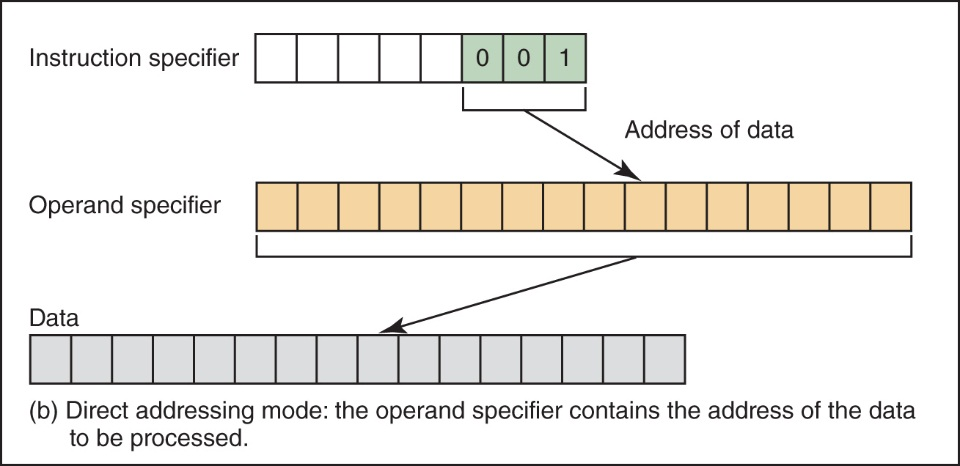 Instruction specifier
0 0 1
Address of data
Operand specifier
Data
(b) Direct addressing mode: the operand specifier contains the address of the data
to be processed.